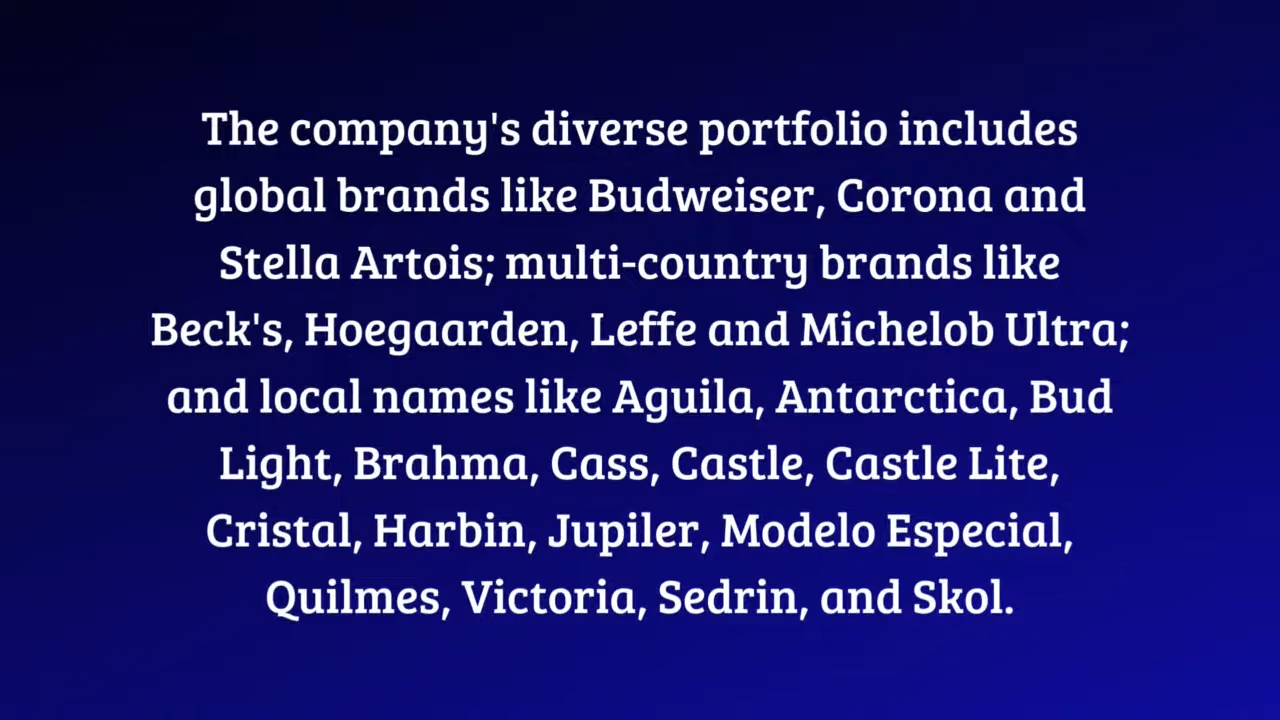 The company's diverse portfolio includes
global brands like Budweiser, Corona and
Stella Artois; multi-country brands like
Beck's, Hoegaarden, Leffe and Michelob Ultra;
and local names like Aguila, Antarctica, Bud
Light, Brahma, Cass, Castle, Castle Lite,
Cristal, Harbin, Jupiler, Modelo Especial,
Quilmes, Victoria, Sedrin, and Skol.